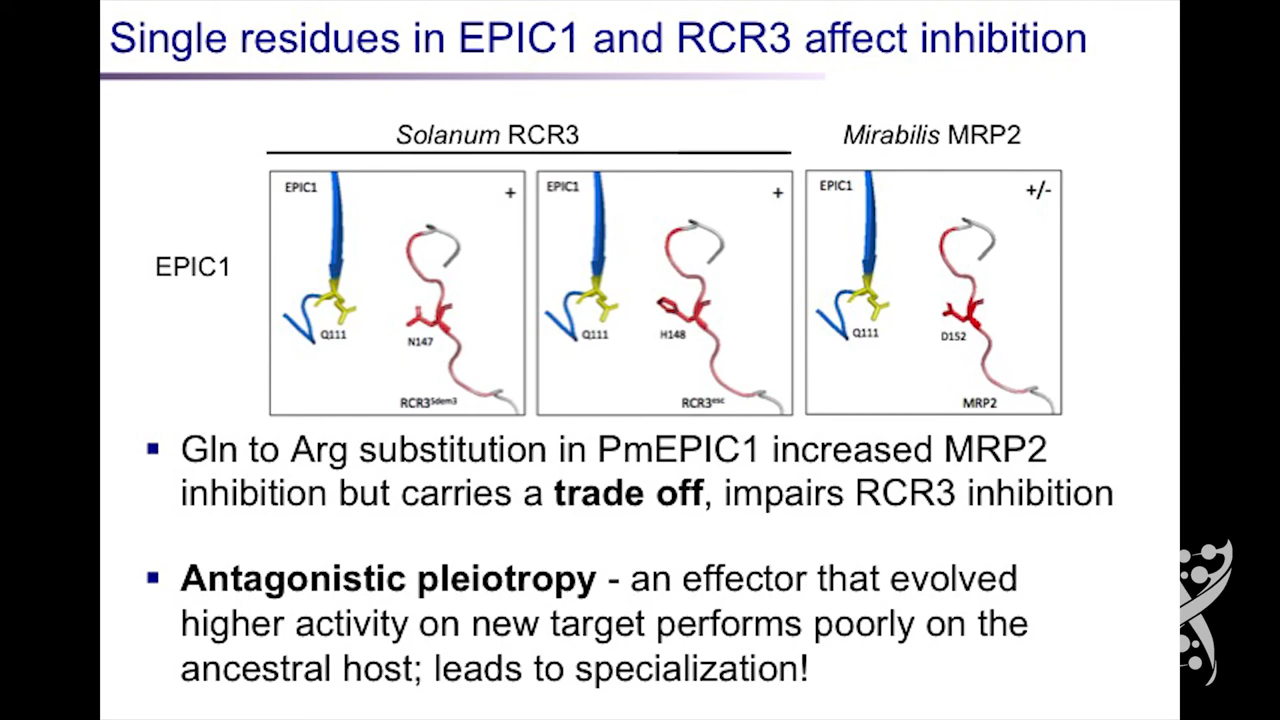 Single residues in EPIC1 and RCR3 affect inhibition
Solanum RCR3
Mirabilis MRP2
EPIC1
EPIC1
+
Q111
N147
RCR3Sdem3
EPIC1
+
Q111
H148
RCR3esc
EPIC1
+/-
Q111
D152
MRP2
▪ Gln to Arg substitution in PmEPIC1 increased MRP2
inhibition but carries a trade off, impairs RCR3 inhibition
▪ Antagonistic pleiotropy - an effector that evolved
higher activity on new target performs poorly on the
ancestral host; leads to specialization!